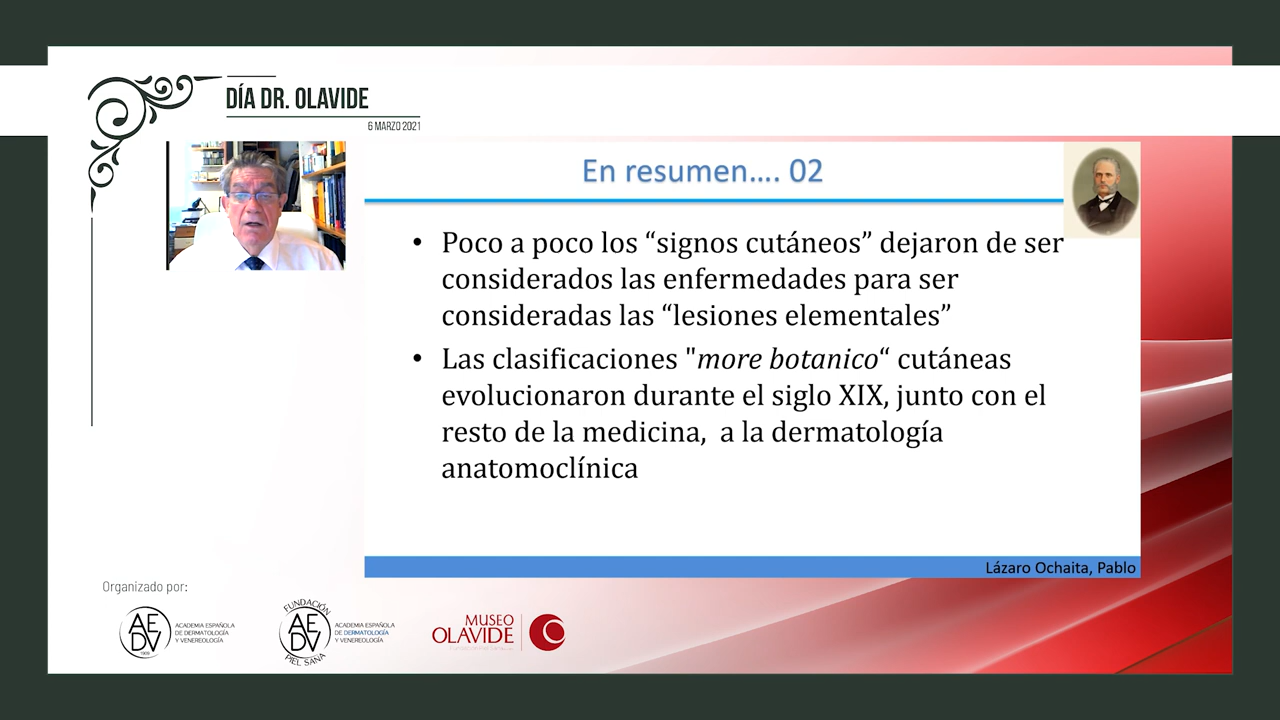 DÍA DR. OLAVIDE
6 MARZO 2021
En resumen…. 02
• Poco a poco los “signos cutáneos” dejaron de ser
considerados las enfermedades para ser
consideradas las “lesiones elementales”
• Las clasificaciones "more botanico“ cutáneas
evolucionaron durante el siglo XIX, junto con el
resto de la medicina, a la dermatología
anatomoclínica
Lázaro Ochaita, Pablo
Organizado por:
AEDV
1909
ACADEMIA ESPAÑOLA
DE DERMATOLOGÍA
Y VENEREOLOGÍA
FUNDACIÓN
AEDV
PIEL SANA
ACADEMIA ESPAÑOLA
DE DERMATOLOGÍA
Y VENEREOLOGÍA
MUSEO
OLAVIDE